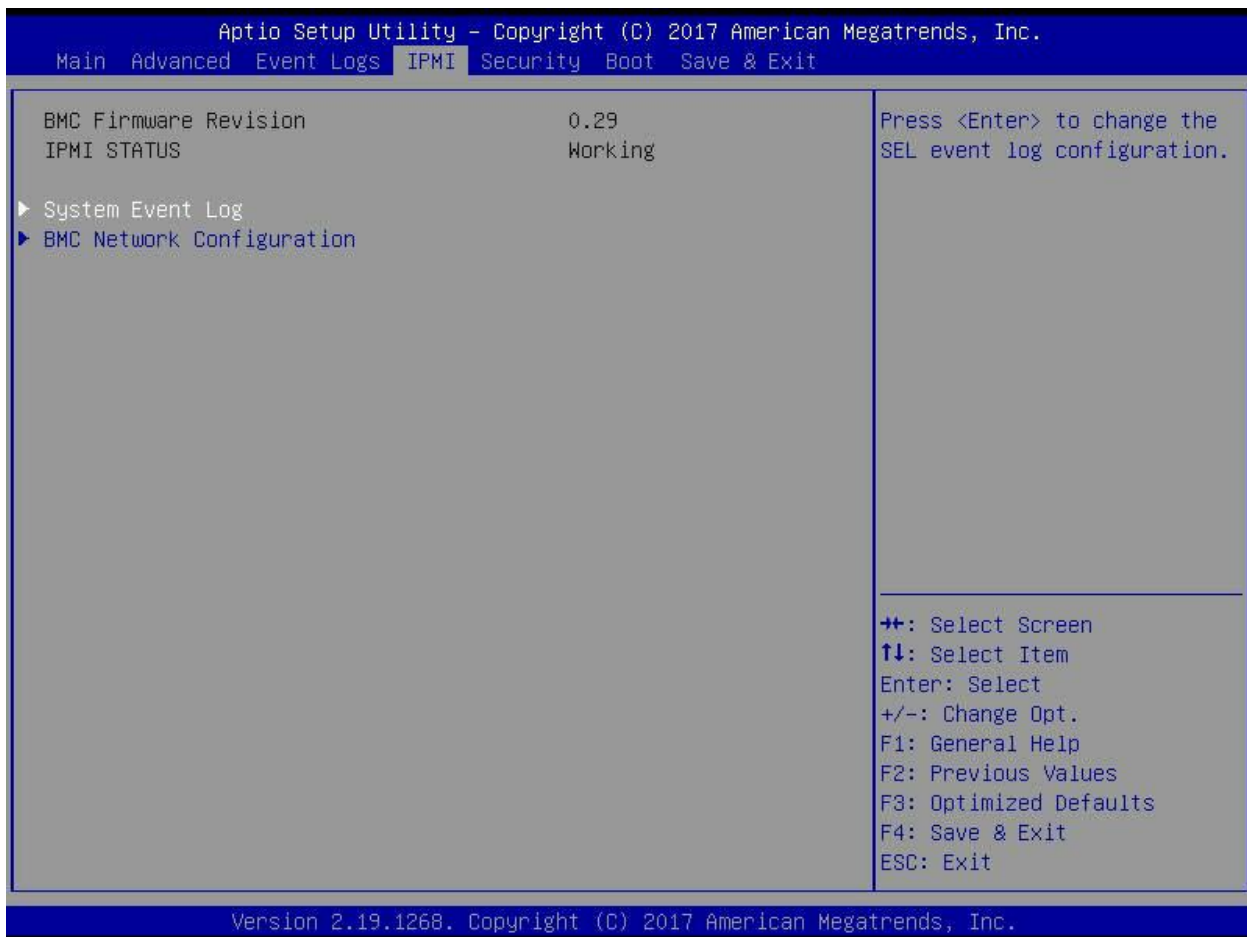 Aptio Setup Utility – Copyright (C) 2017 American Megatrends, Inc.
Main Advanced Event Logs IPMI Security Boot Save & Exit
BMC Firmware Revision 0.29
IPMI STATUS Working
▶ System Event Log
▶ BMC Network Configuration
Press <Enter> to change the
SEL event log configuration.
→←: Select Screen
↑↓: Select Item
Enter: Select
+/-: Change Opt.
F1: General Help
F2: Previous Values
F3: Optimized Defaults
F4: Save & Exit
ESC: Exit
Version 2.19.1268. Copyright (C) 2017 American Megatrends, Inc.